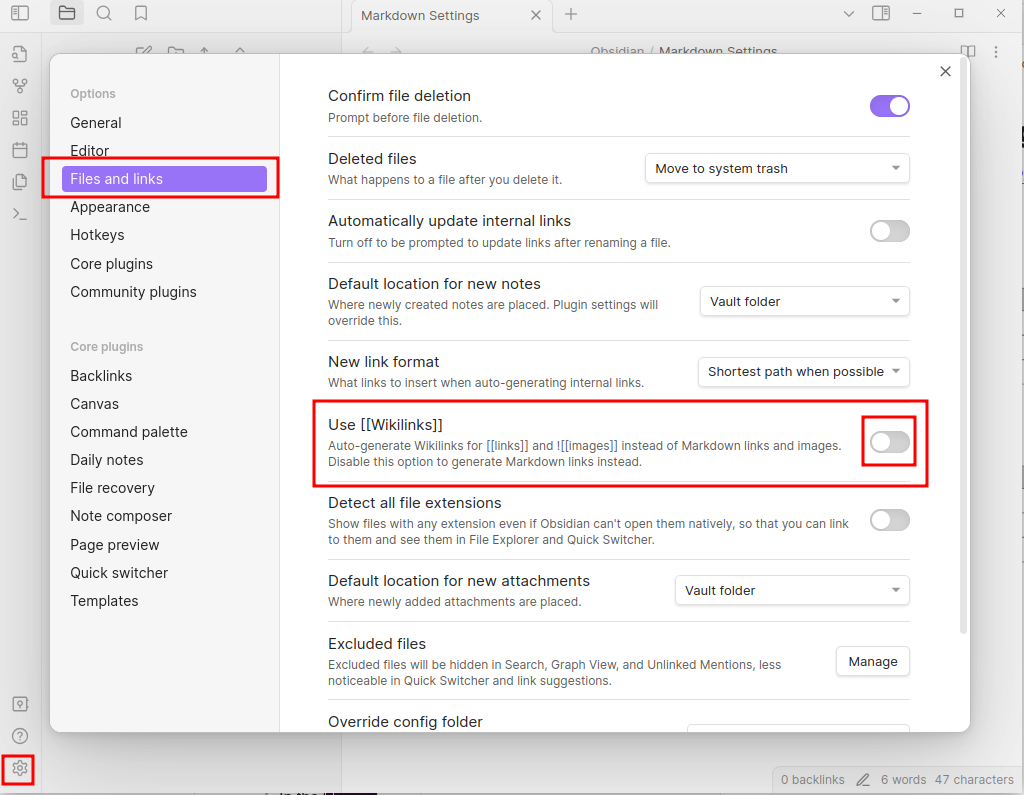 Markdown Settings
Obsidian / Markdown Settings
Options
General
Editor
Files and links
Appearance
Hotkeys
Core plugins
Community plugins
Core plugins
Backlinks
Canvas
Command palette
Daily notes
File recovery
Note composer
Page preview
Quick switcher
Templates
Confirm file deletion
Prompt before file deletion.
Deleted files
What happens to a file after you delete it.
Move to system trash
Automatically update internal links
Turn off to be prompted to update links after renaming a file.
Default location for new notes
Where newly created notes are placed. Plugin settings will
override this.
Vault folder
New link format
What links to insert when auto-generating internal links.
Shortest path when possible
Use [[Wikilinks]]
Auto-generate Wikilinks for [[links]] and ![[images]] instead of Markdown links and images.
Disable this option to generate Markdown links instead.
Detect all file extensions
Show files with any extension even if Obsidian can't open them natively, so that you can link
to them and see them in File Explorer and Quick Switcher.
Default location for new attachments
Where newly added attachments are placed.
Vault folder
Excluded files
Excluded files will be hidden in Search, Graph View, and Unlinked Mentions, less
noticeable in Quick Switcher and link suggestions.
Manage
Override config folder
0 backlinks 6 words 47 characters